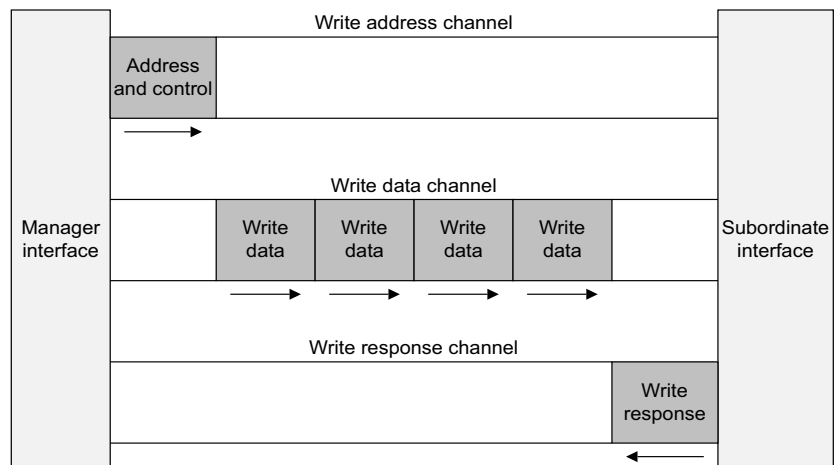 Write address channel
Address
and control
Write data channel
Manager
interface
Write
data
Write
data
Write
data
Write
data
Subordinate
interface
Write response channel
Write
response